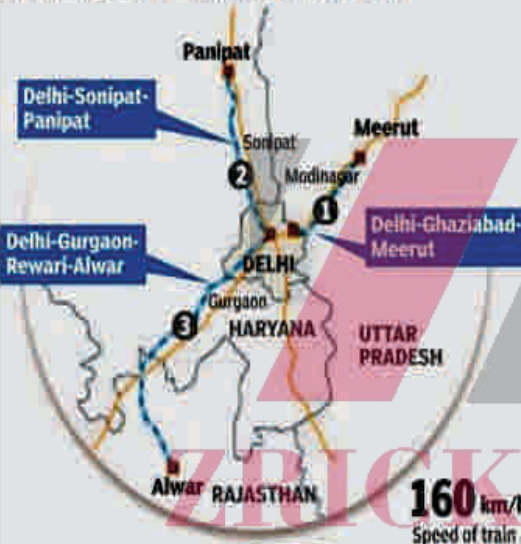 Panipat
Delhi-Sonipat-
Panipat
Sonipat
Meerut
Modinagar
2
1
Delhi-Ghaziabad-
Meerut
Delhi-Gurgaon-
Rewari-Alwar
DELHI
Gurgaon
3
HARYANA
UTTAR
PRADESH
ZRICK
Alwar
RAJASTHAN
160 km/
Speed of train